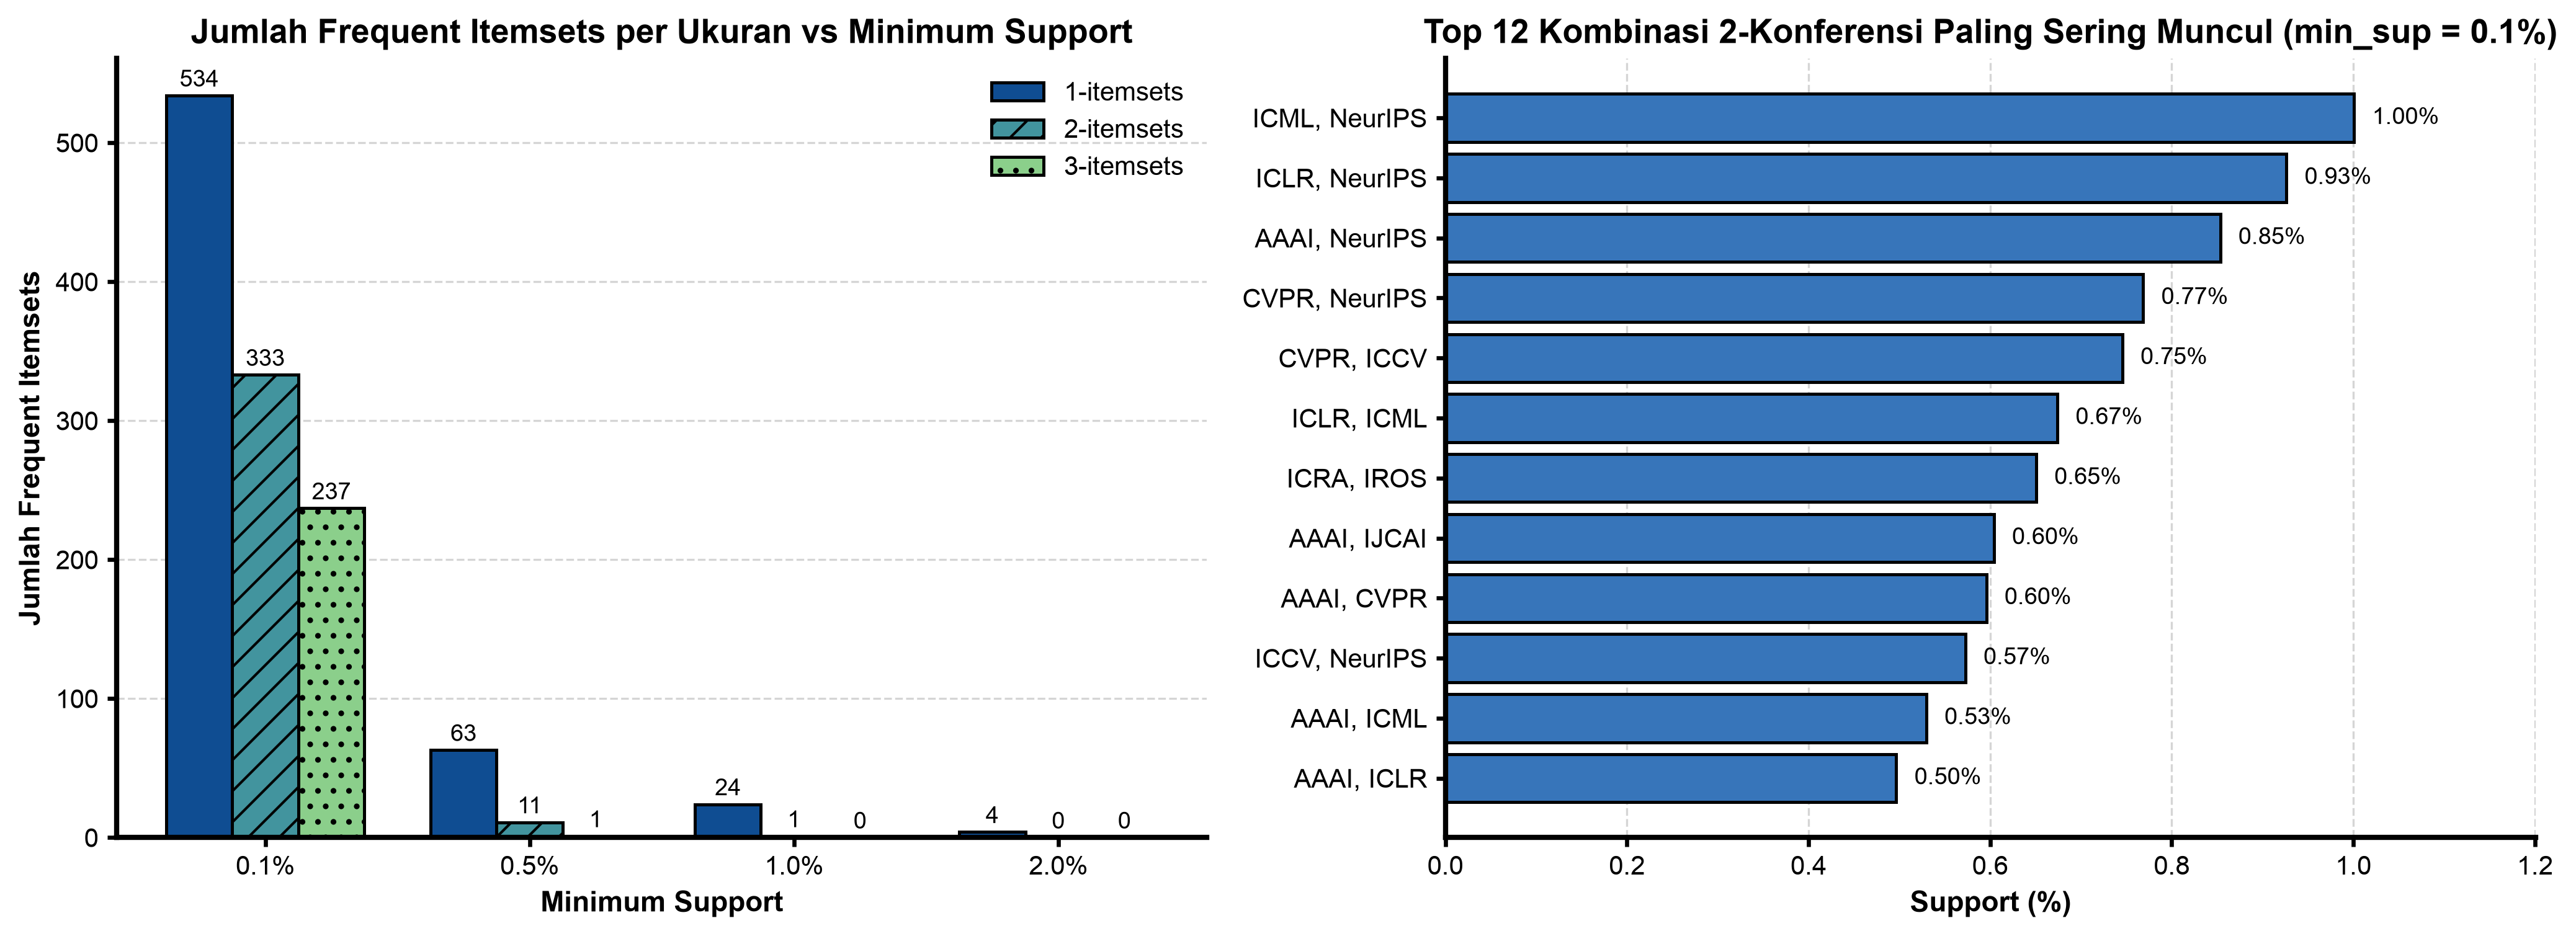 Jumlah Frequent Itemsets per Ukuran vs Minimum Support
534
333
237
63
11
1
24
1
0
4
0
0
1-itemsets
2-itemsets
3-itemsets
500
400
300
200
100
0
Jumlah Frequent Itemsets
0.1%
0.5%
1.0%
2.0%
Minimum Support
Top 12 Kombinasi 2-Konferensi Paling Sering Muncul (min_sup = 0.1%)
ICML, NeurIPS 1.00%
ICLR, NeurIPS 0.93%
AAAI, NeurIPS 0.85%
CVPR, NeurIPS 0.77%
CVPR, ICCV 0.75%
ICLR, ICML 0.67%
ICRA, IROS 0.65%
AAAI, IJCAI 0.60%
AAAI, CVPR 0.60%
ICCV, NeurIPS 0.57%
AAAI, ICML 0.53%
AAAI, ICLR 0.50%
0.0 0.2 0.4 0.6 0.8 1.0 1.2
Support (%)